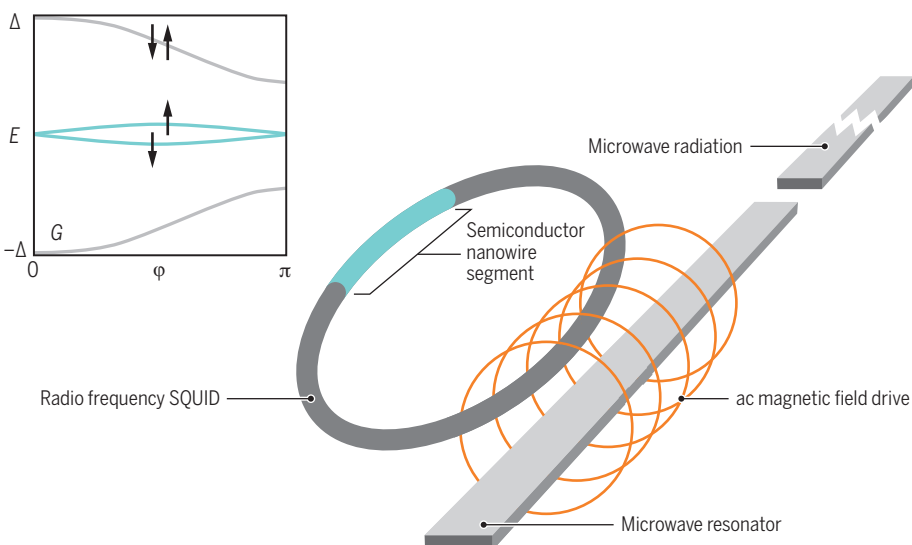 Δ
E
G
−Δ
0
φ
π
Microwave radiation
Semiconductor
nanowire
segment
Radio frequency SQUID
ac magnetic field drive
Microwave resonator